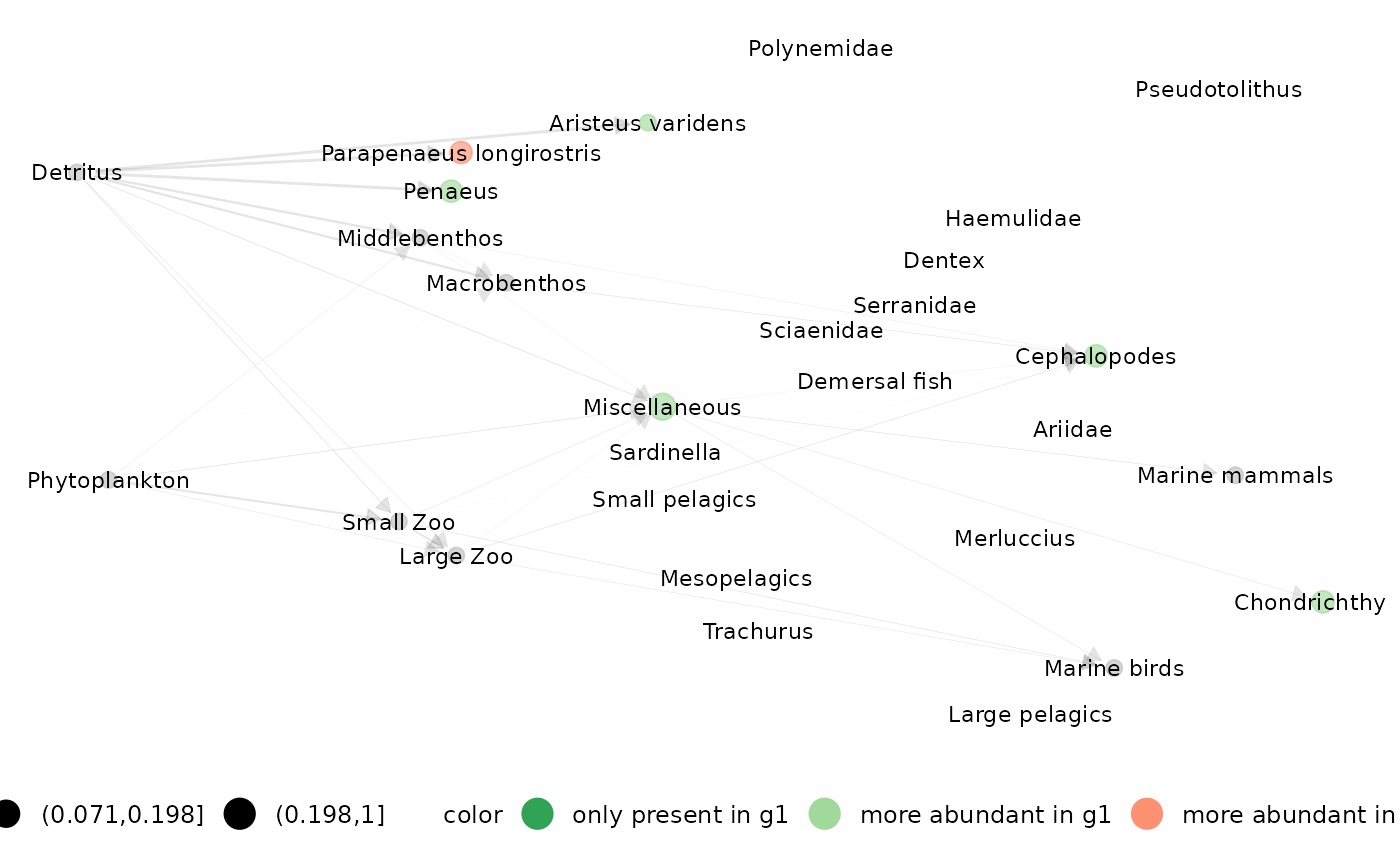 Polynemidae
Pseudotolithus
Aristeus varidens
Parapenaeus longirostris
Detritus
Penaeus
Haemulidae
Middlebenthos
Dentex
Macrobenthos
Serranidae
Sciaenidae
Cephalopodes
Demersal fish
Miscellaneous
Ariidae
Sardinella
Marine mammals
Phytoplankton
Small pelagics
Small Zoo
Merluccius
Large Zoo
Mesopelagics
Chondrichthy
Trachurus
Marine birds
Large pelagics
(0.071,0.198] (0.198,1] color only present in g1 more abundant in g1 more abundant in